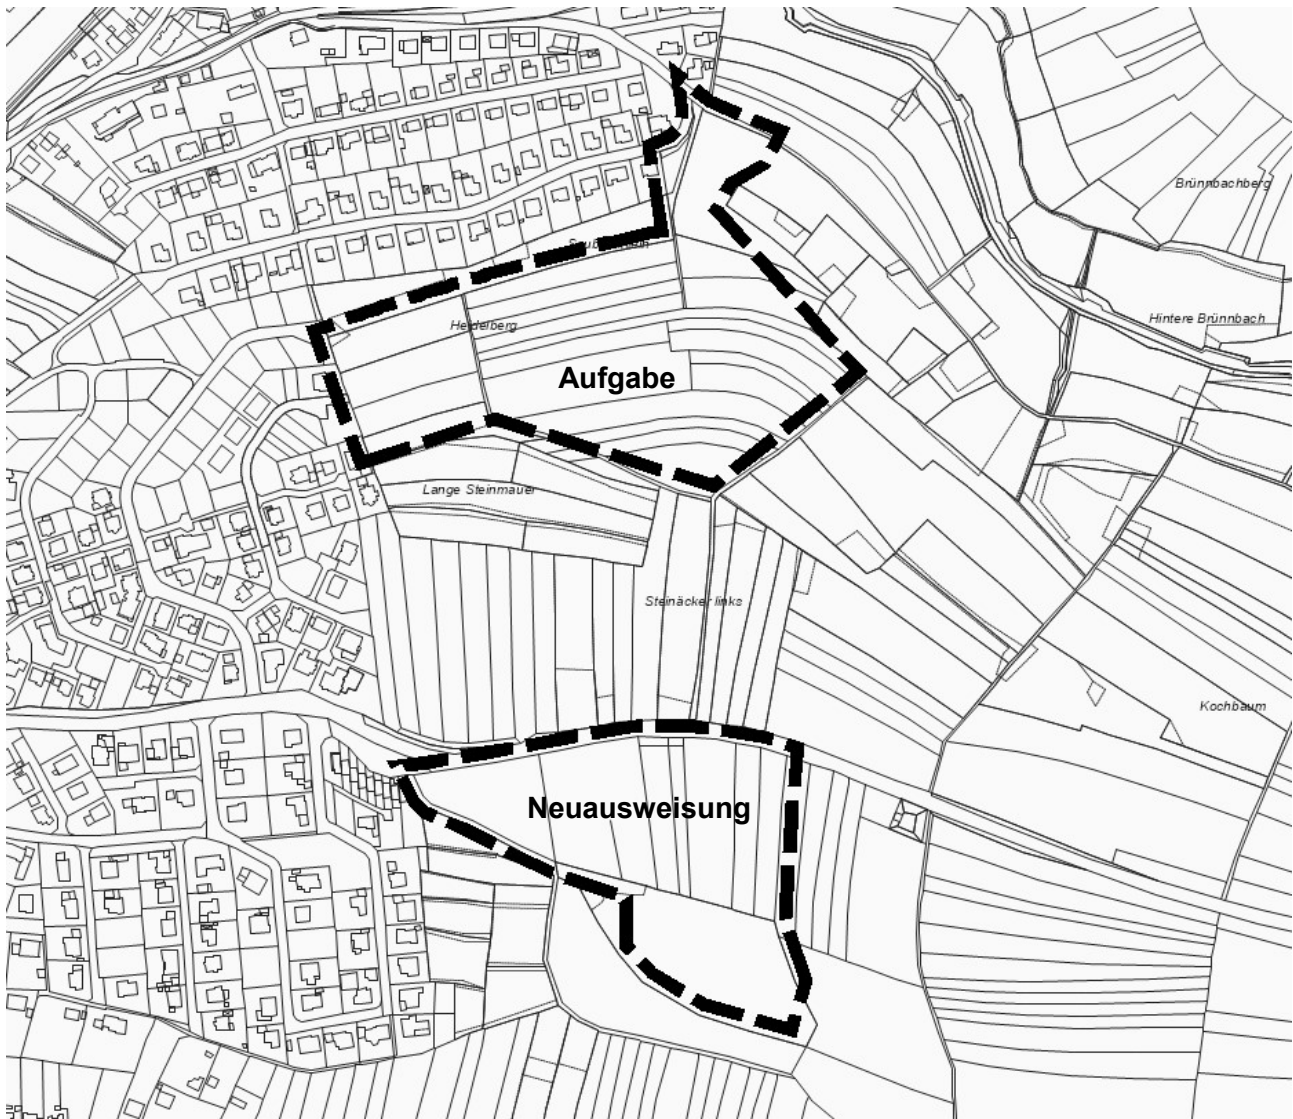 Brünnbachberg
Hintere Brünnbach
Heidelberg
Aufgabe
Lange Steinmauer
Steinäcker links
Kochbaum
Neuausweisung